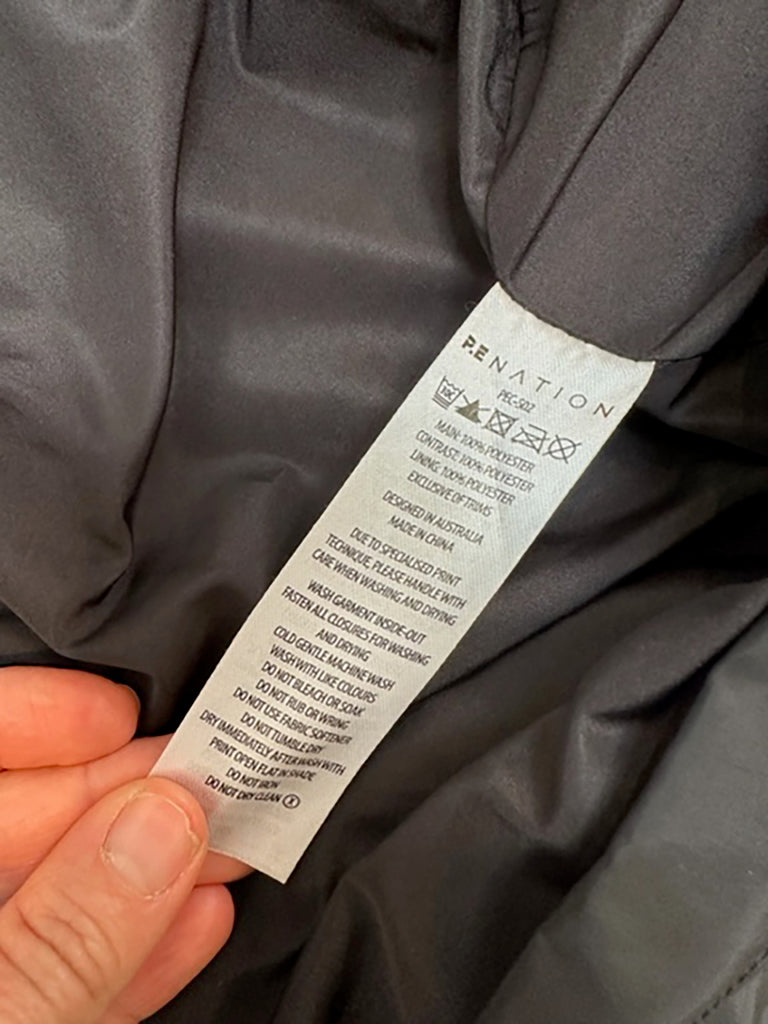 P.E NATION
PEC-S02
30C
MAIN: 100% POLYESTER
CONTRAST: 100% POLYESTER
LINING: 100% POLYESTER
EXCLUSIVE OF TRIMS
DESIGNED IN AUSTRALIA
MADE IN CHINA
DUE TO SPECIALISED PRINT
TECHNIQUE, PLEASE HANDLE WITH
CARE WHEN WASHING AND DRYING
WASH GARMENT INSIDE-OUT
FASTEN ALL CLOSURES FOR WASHING
AND DRYING
COLD GENTLE MACHINE WASH
WASH WITH LIKE COLOURS
DO NOT BLEACH OR SOAK
DO NOT RUB OR WRING
DO NOT USE FABRIC SOFTENER
DO NOT TUMBLE DRY
DRY IMMEDIATELY AFTER WASH WITH
PRINT OPEN FLAT IN SHADE
DO NOT IRON
DO NOT DRY CLEAN Ⓧ